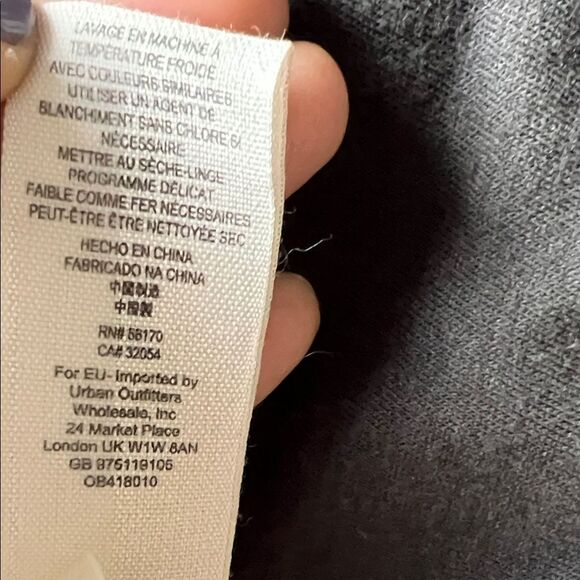 LAVAGE EN MACHINE À
TEMPÉRATURE FROIDE
AVEC COULEURS SIMILAIRES
UTILISER UN AGENT DE
BLANCHIMENT SANS CHLORE SI
NÉCESSAIRE
METTRE AU SÈCHE-LINGE
PROGRAMME DÉLICAT
FAIBLE COMME FER NÉCESSAIRES
PEUT-ÊTRE ÊTRE NETTOYÉE SEC
HECHO EN CHINA
FABRICADO NA CHINA
中国制造
中國製
RN# 66170
CA# 32054
For EU- Imported by
Urban Outfitters
Wholesale, Inc
24 Market Place
London UK W1W 8AN
GB 975119105
OB418010